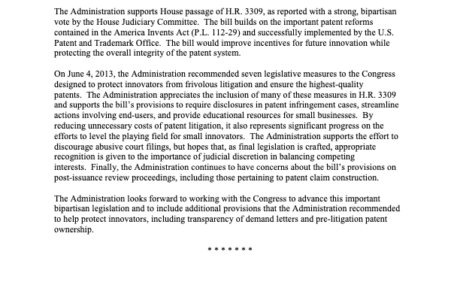 The Administration supports House passage of H.R. 3309, as reported with a strong, bipartisan
vote by the House Judiciary Committee.  The bill builds on the important patent reforms
contained in the America Invents Act (P.L. 112-29) and successfully implemented by the U.S.
Patent and Trademark Office.  The bill would improve incentives for future innovation while
protecting the overall integrity of the patent system.

On June 4, 2013, the Administration recommended seven legislative measures to the Congress
designed to protect innovators from frivolous litigation and ensure the highest-quality
patents.  The Administration appreciates the inclusion of many of these measures in H.R. 3309
and supports the bill's provisions to require disclosures in patent infringement cases, streamline
actions involving end-users, and provide educational resources for small businesses.  By
reducing unnecessary costs of patent litigation, it also represents significant progress on the
efforts to level the playing field for small innovators.  The Administration supports the effort to
discourage abusive court filings, but hopes that, as final legislation is crafted, appropriate
recognition is given to the importance of judicial discretion in balancing competing
interests.  Finally, the Administration continues to have concerns about the bill's provisions on
post-issuance review proceedings, including those pertaining to patent claim construction.

The Administration looks forward to working with the Congress to advance this important
bipartisan legislation and to include additional provisions that the Administration recommended
to help protect innovators, including transparency of demand letters and pre-litigation patent
ownership.

* * * * * * *